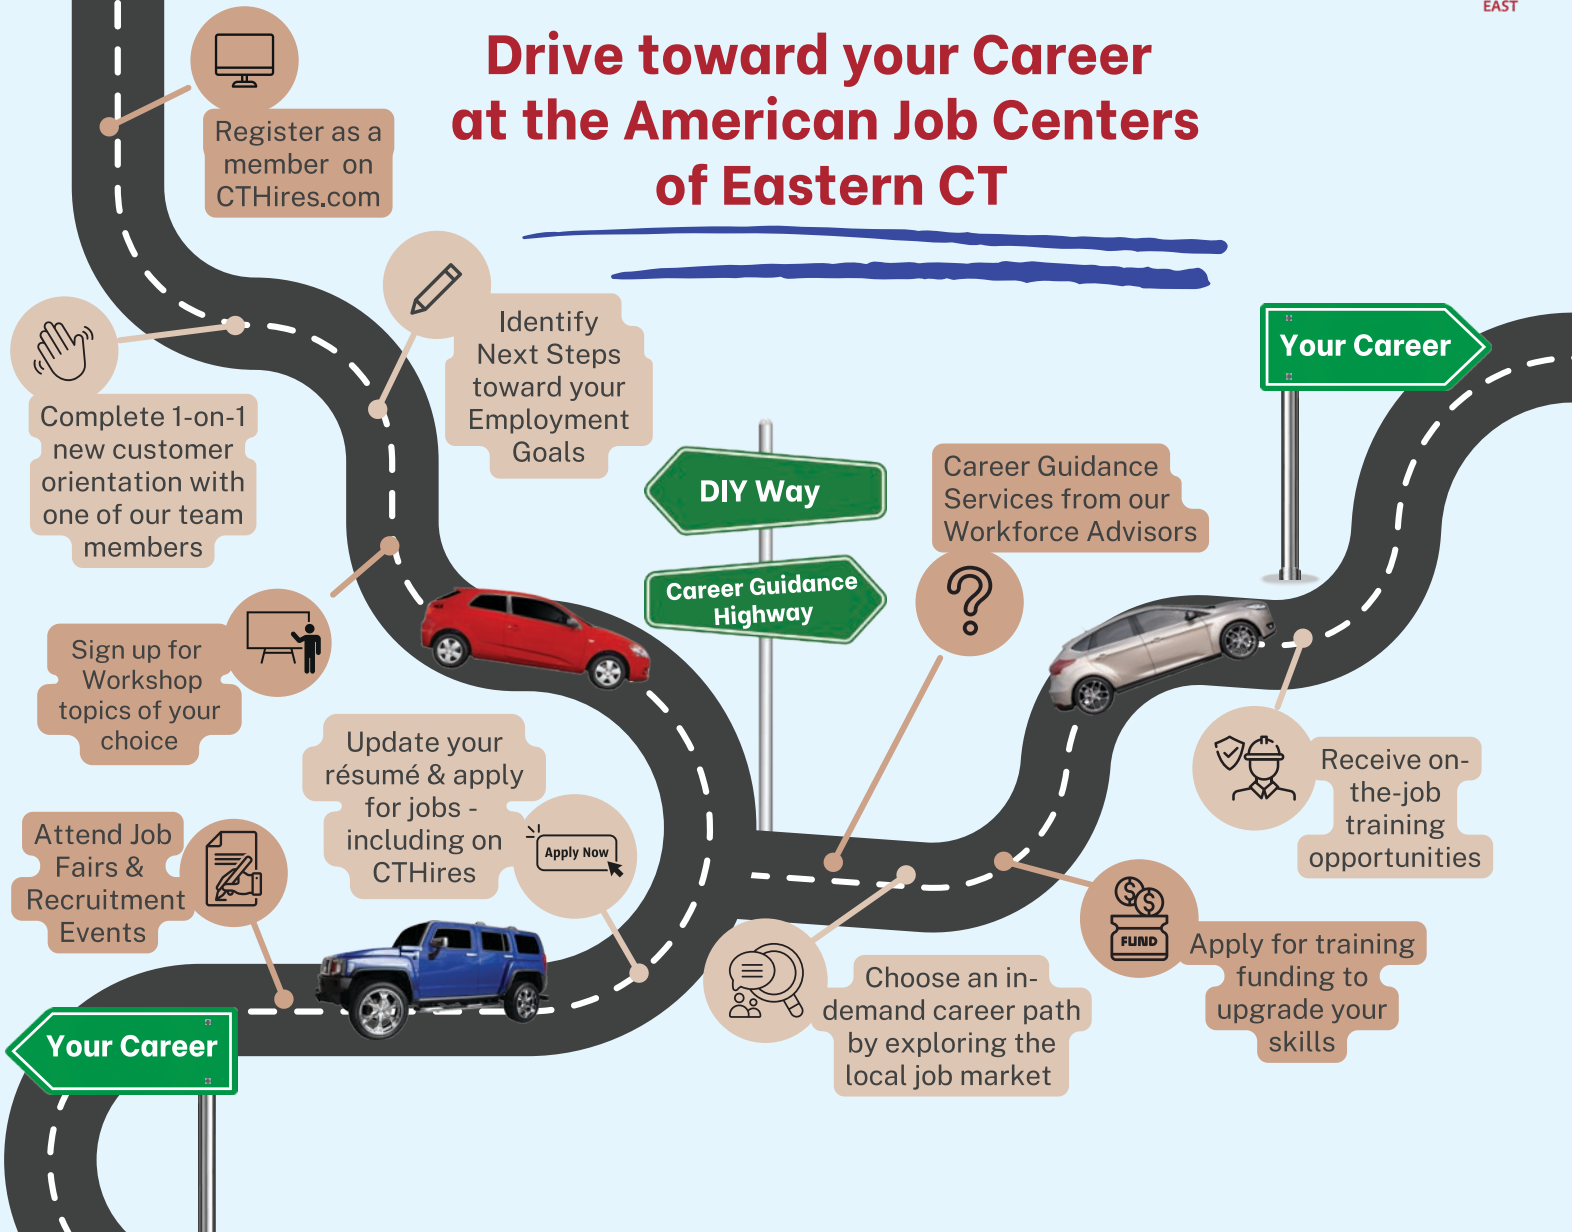 EAST
Drive toward your Career
at the American Job Centers
of Eastern CT
Register as a
member on
CTHires.com
Complete 1-on-1
new customer
orientation with
one of our team
members
Identify
Next Steps
toward your
Employment
Goals
Sign up for
Workshop
topics of your
choice
DIY Way
Career Guidance
Highway
Update your
résumé & apply
for jobs -
including on
CTHires
Apply Now
Attend Job
Fairs &
Recruitment
Events
Your Career
Career Guidance
Services from our
Workforce Advisors
Choose an in-
demand career path
by exploring the
local job market
FUND
Apply for training
funding to
upgrade your
skills
Receive on-
the-job
training
opportunities
Your Career